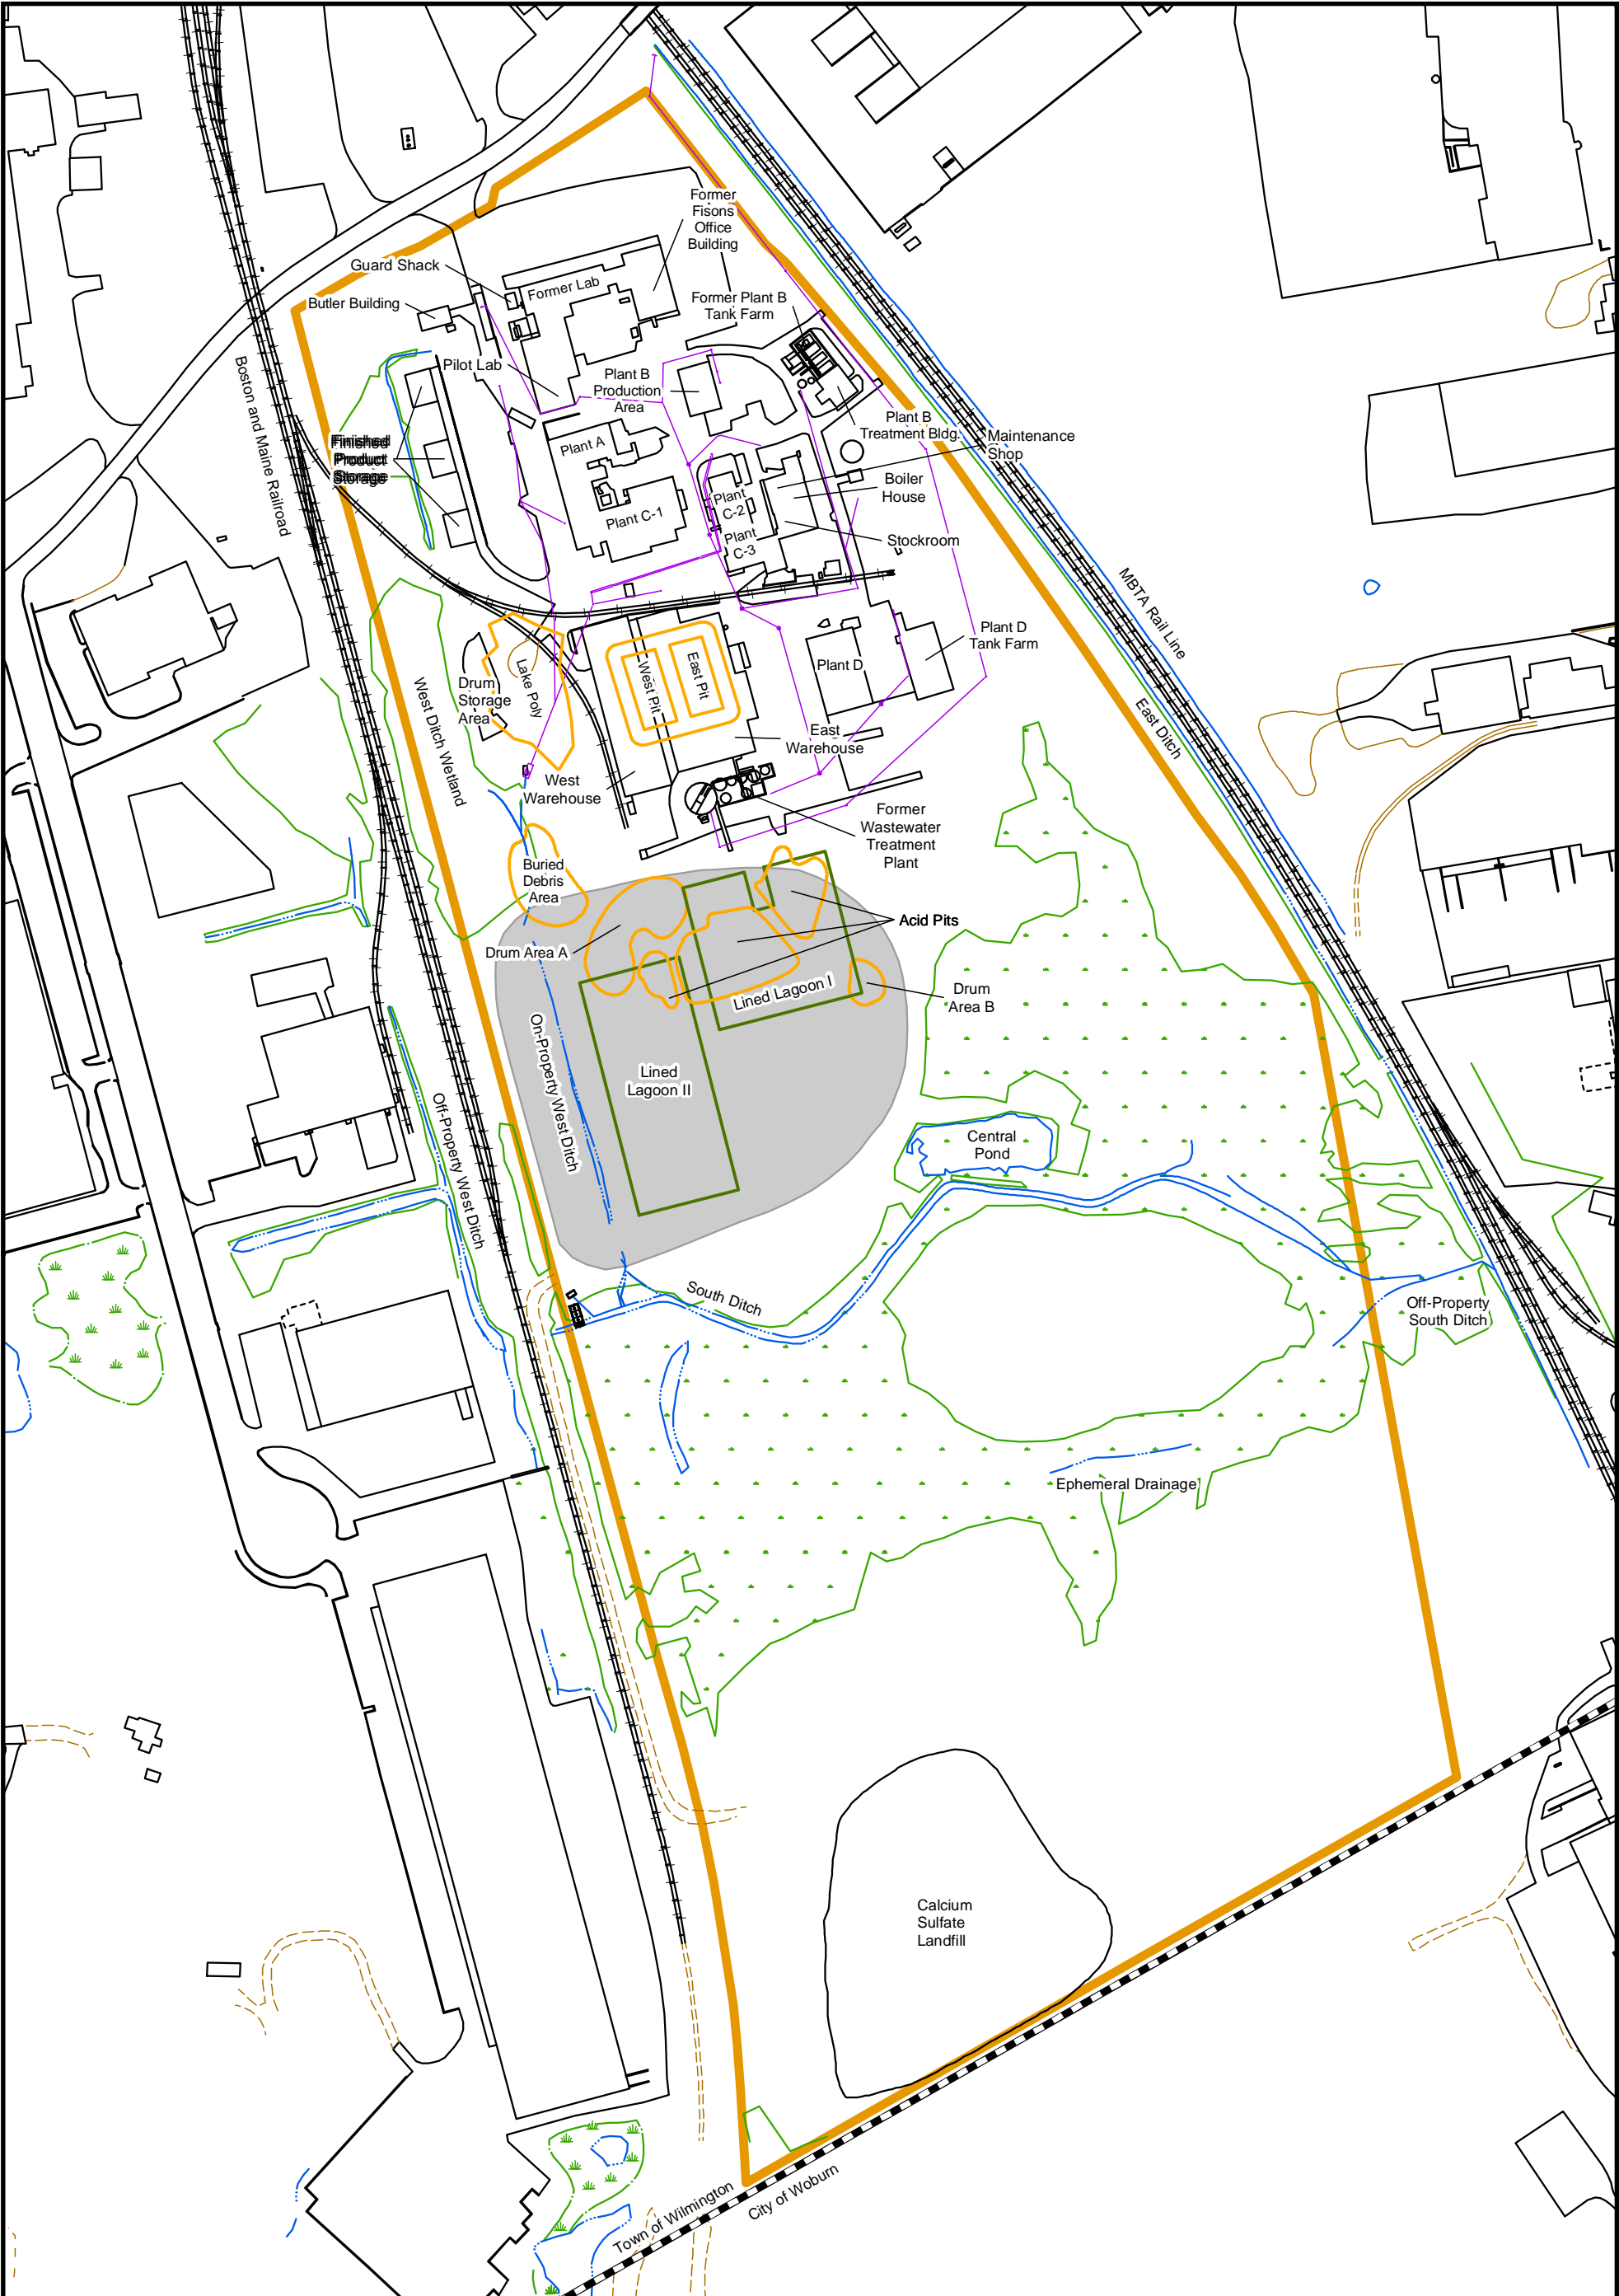 Former
Fisons
Office
Building
Guard Shack
Former Lab
Butler Building
Former Plant B
Tank Farm
Pilot Lab
Plant B
Production
Area
Boston and Maine Railroad
Plant B
Treatment Bldg.
Maintenance
Shop
Finished
Product
Storage
Plant A
Boiler
House
Plant
C-2
Plant C-1
Plant
C-3
Stockroom
MBTA Rail Line
Plant D
Tank Farm
Plant D
West Pit
East Pit
Lake Poly
Drum
Storage
Area
West Ditch Wetland
East Ditch
East
Warehouse
West
Warehouse
Former
Wastewater
Treatment
Plant
Buried
Debris
Area
Acid Pits
Drum Area A
Lined Lagoon I
Drum
Area B
On-Property West Ditch
Lined
Lagoon II
Off-Property West Ditch
Central
Pond
South Ditch
Off-Property
South Ditch
Ephemeral Drainage
Calcium
Sulfate
Landfill
Town of Wilmington
City of Woburn